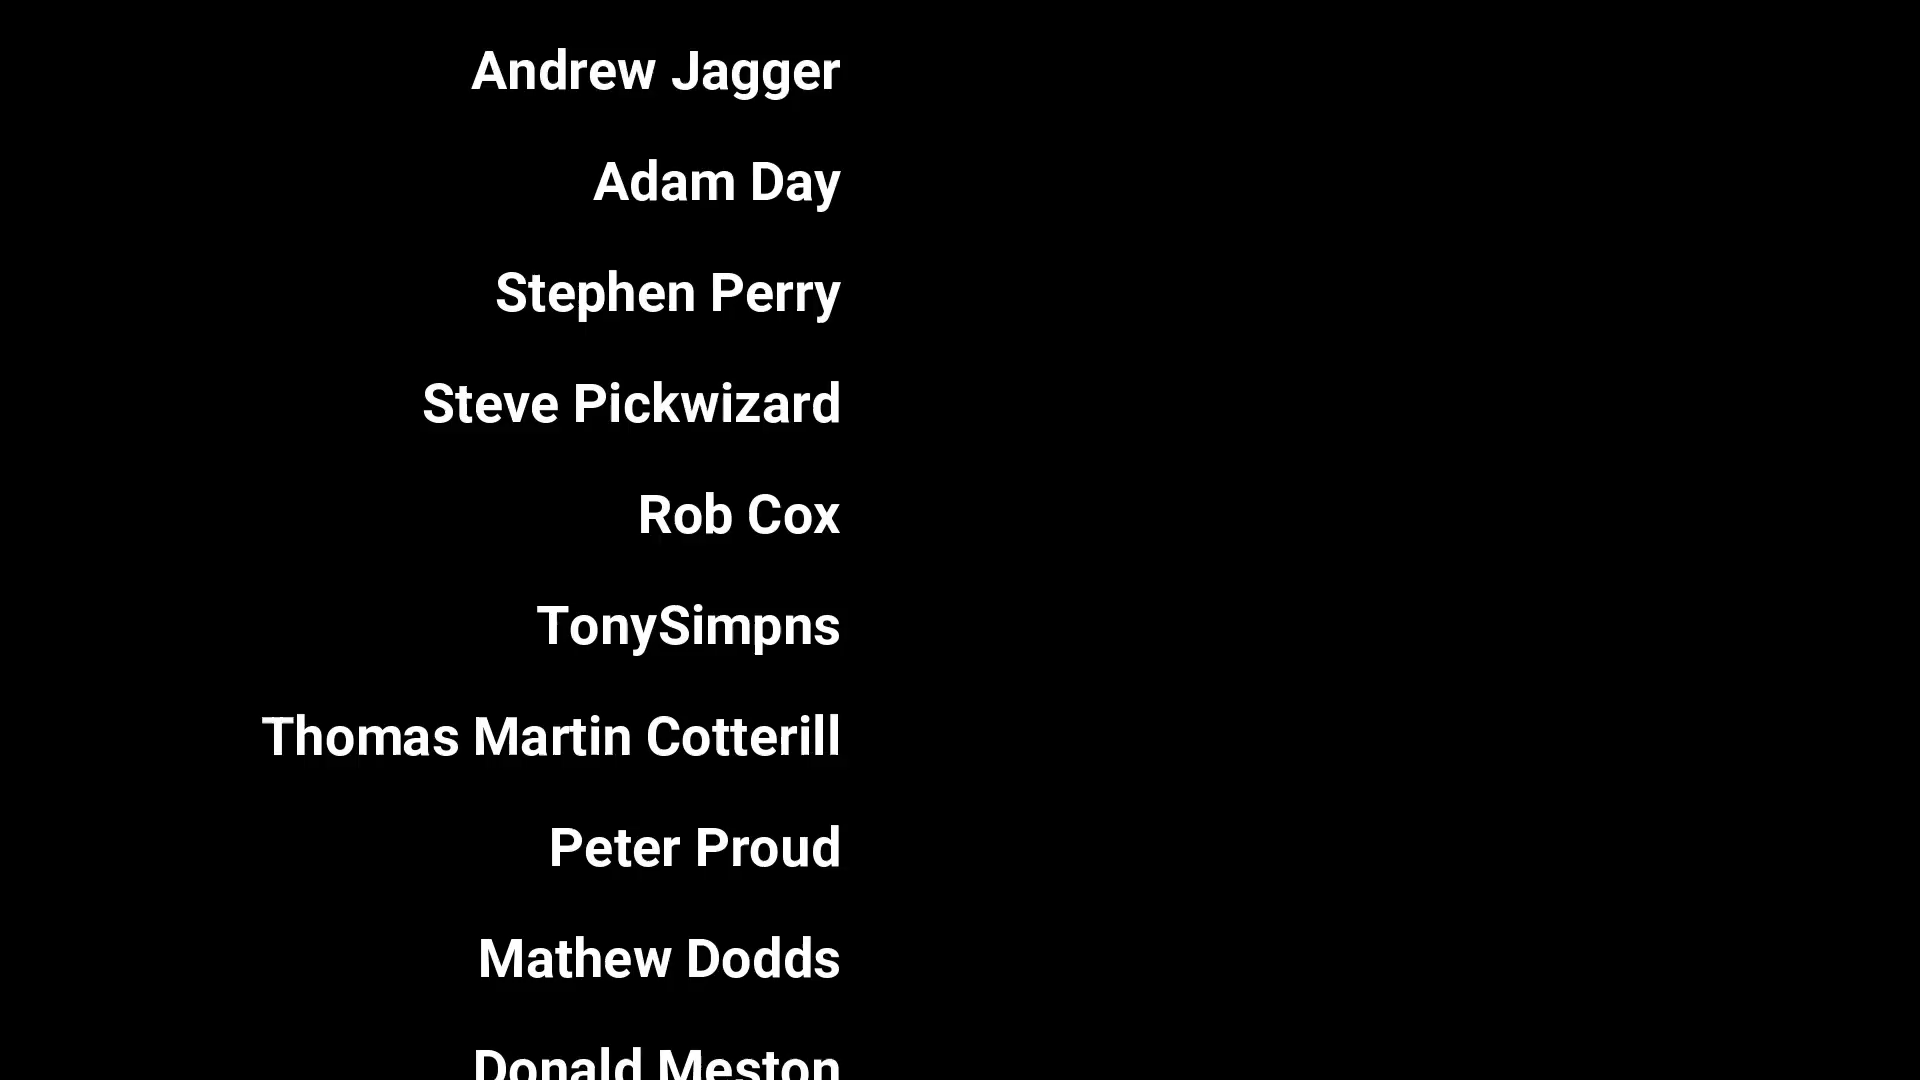 Andrew Jagger
Adam Day
Stephen Perry
Steve Pickwizard
Rob Cox
TonySimpns
Thomas Martin Cotterill
Peter Proud
Mathew Dodds
Donald Meston